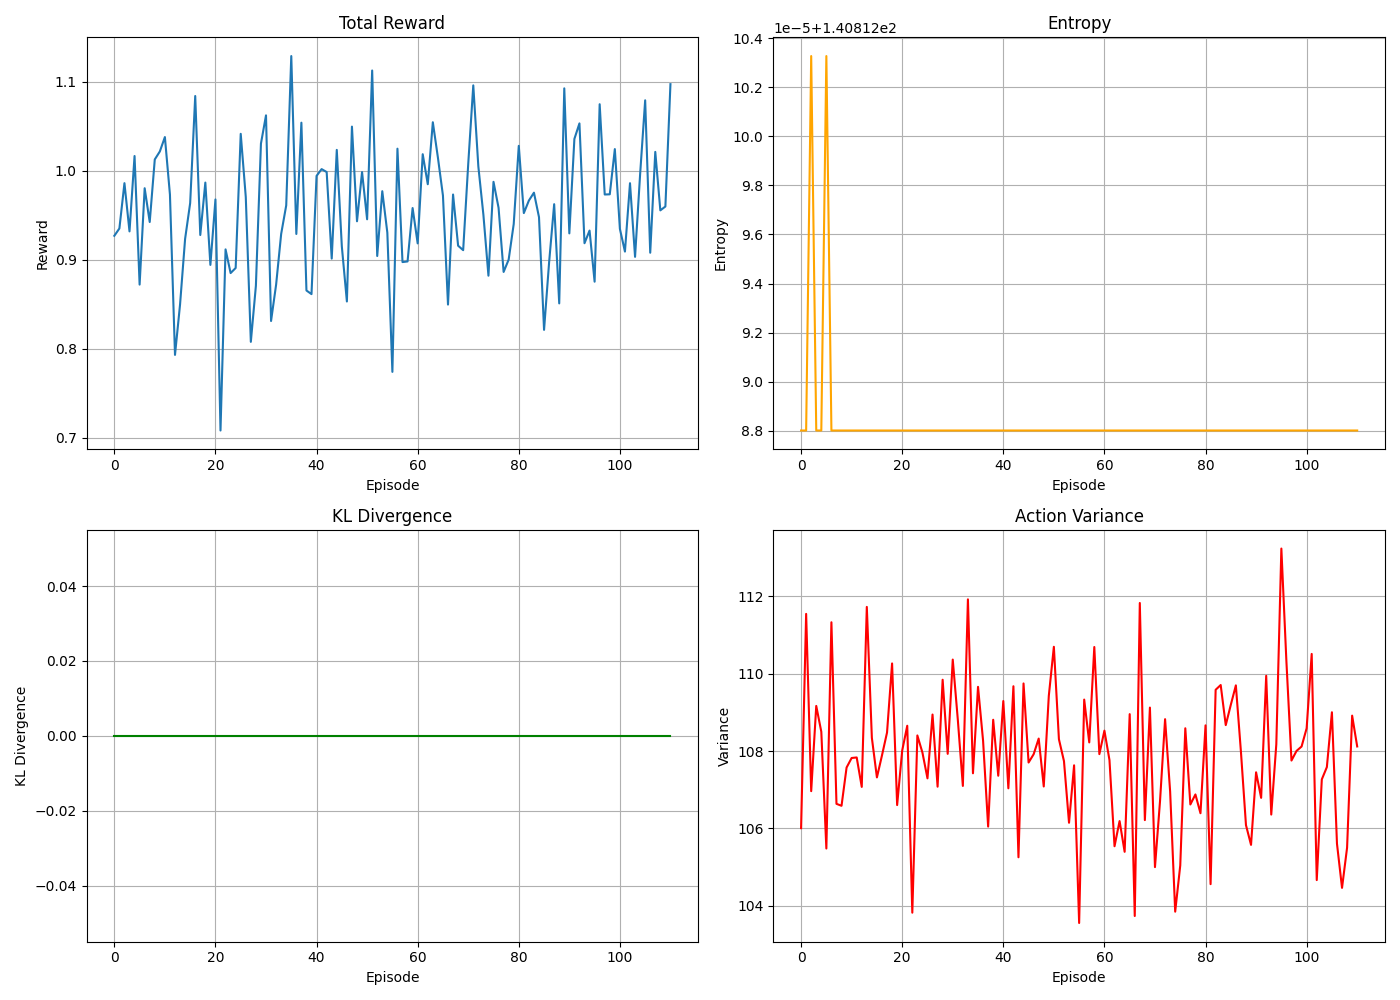 Total Reward
Reward
1.1
1.0
0.9
0.8
0.7
0 20 40 60 80 100
Episode
Entropy
1e-5+1.40812e2
Entropy
10.4
10.2
10.0
9.8
9.6
9.4
9.2
9.0
8.8
0 20 40 60 80 100
Episode
KL Divergence
KL Divergence
0.04
0.02
0.00
−0.02
−0.04
0 20 40 60 80 100
Episode
Action Variance
Variance
112
110
108
106
104
0 20 40 60 80 100
Episode